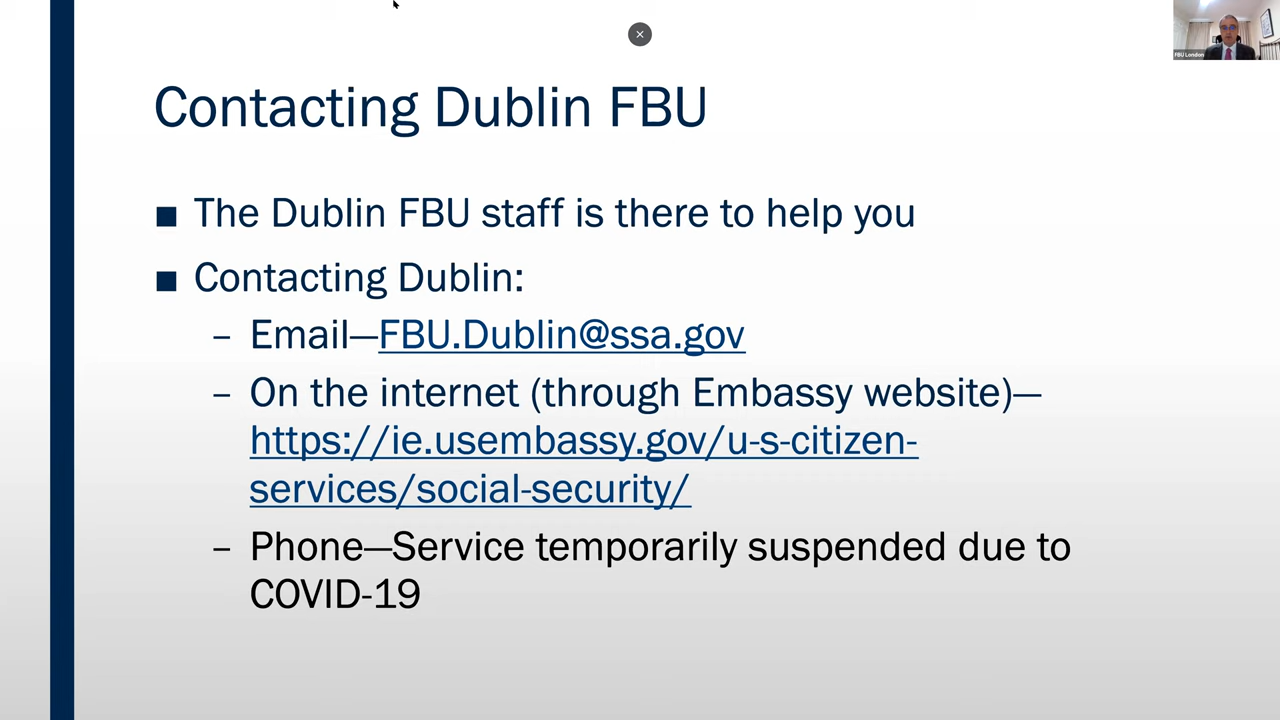 FBU London
Contacting Dublin FBU
■ The Dublin FBU staff is there to help you
■ Contacting Dublin:
– Email—FBU.Dublin@ssa.gov
– On the internet (through Embassy website)—
https://ie.usembassy.gov/u-s-citizen-
services/social-security/
– Phone—Service temporarily suspended due to
COVID-19